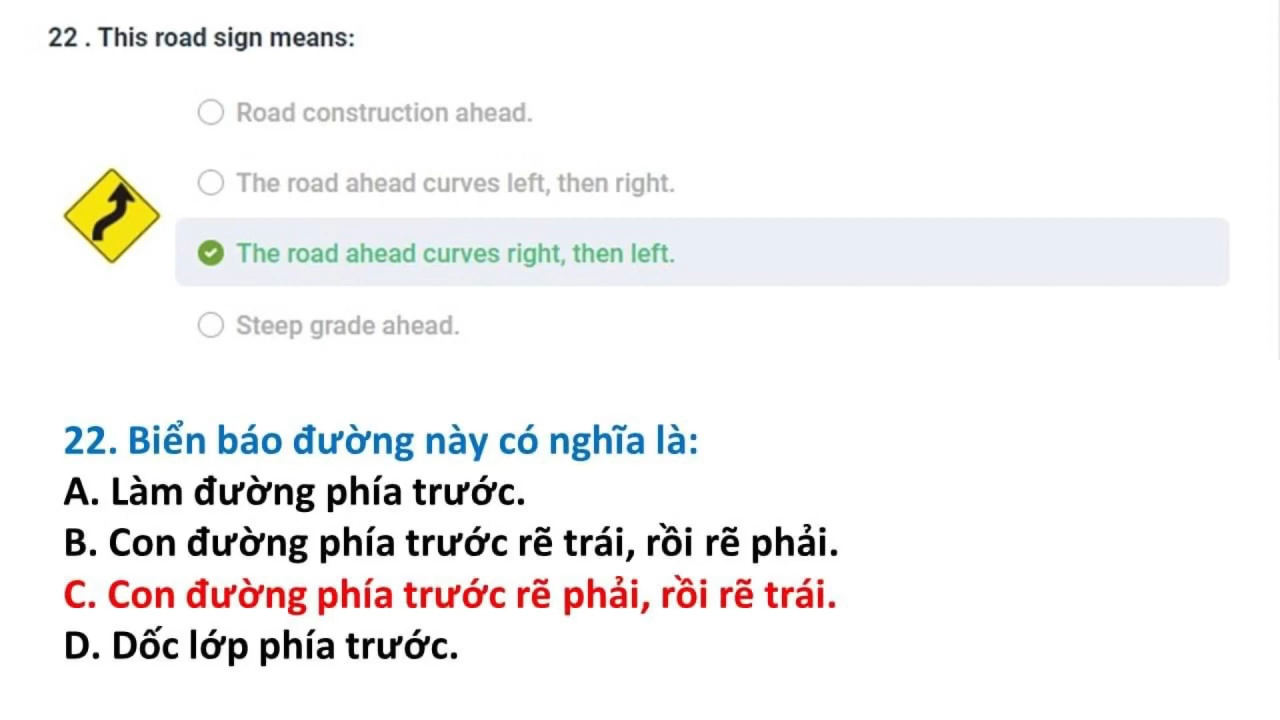 22 . This road sign means:
Road construction ahead.
The road ahead curves left, then right.
The road ahead curves right, then left.
Steep grade ahead.
22. Biển báo đường này có nghĩa là:
A. Làm đường phía trước.
B. Con đường phía trước rẽ trái, rồi rẽ phải.
C. Con đường phía trước rẽ phải, rồi rẽ trái.
D. Dốc lớp phía trước.